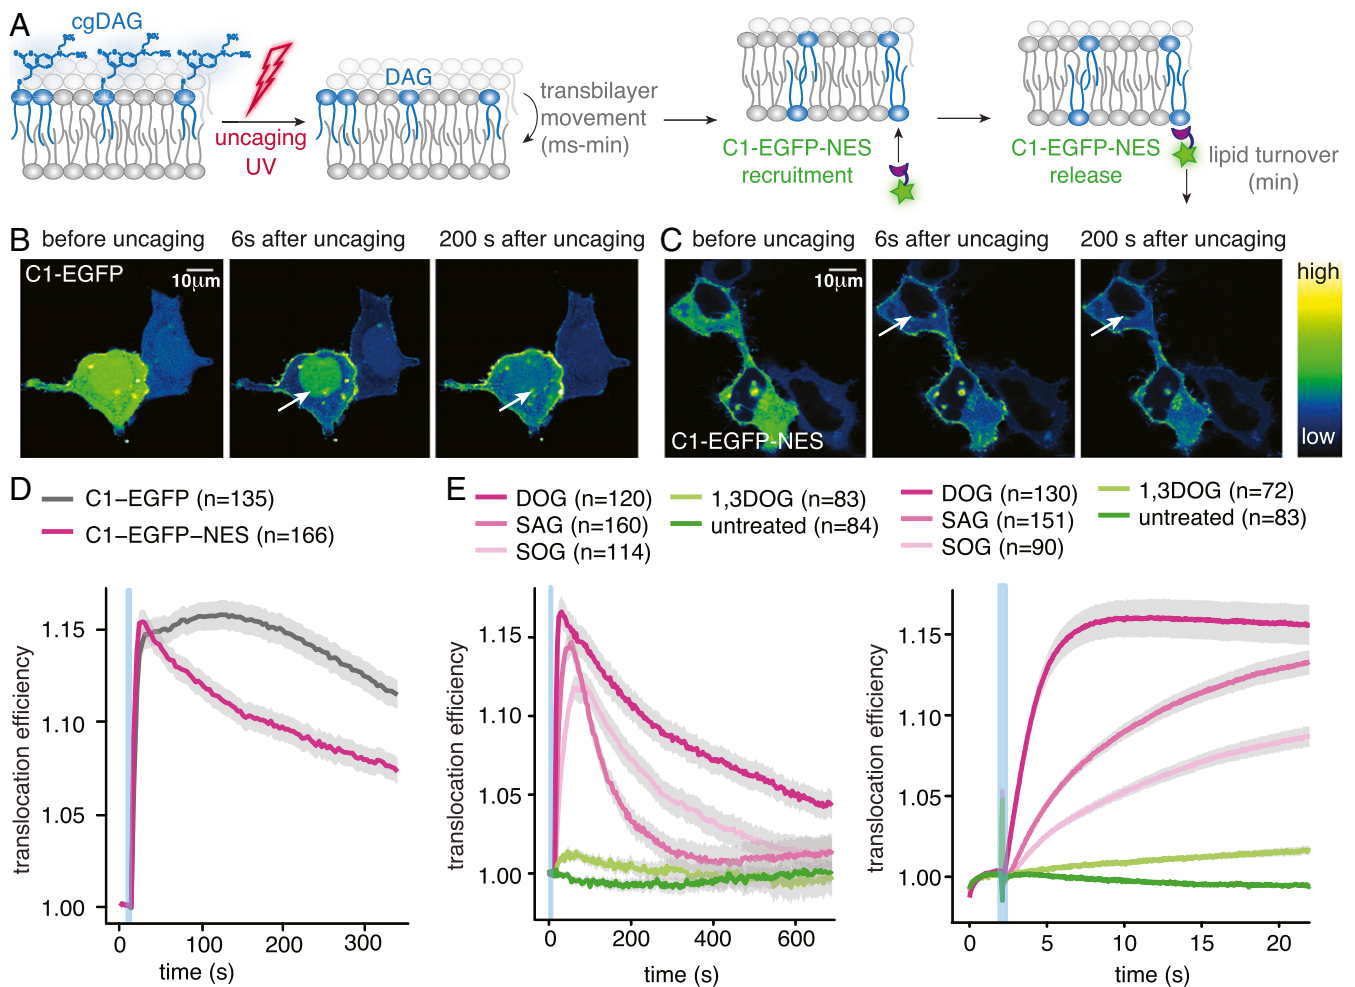 A
cgDAG
uncaging
UV
DAG
transbilayer
movement
(ms-min)
C1-EGFP-NES
recruitment
C1-EGFP-NES
release
lipid turnover
(min)
B before uncaging 6s after uncaging 200 s after uncaging
C1-EGFP
10μm
C before uncaging 6s after uncaging 200 s after uncaging
10μm
C1-EGFP-NES
high
low
D
C1–EGFP (n=135)
C1–EGFP–NES (n=166)
translocation efficiency
1.15
1.10
1.05
1.00
0 100 200 300
time (s)
E
DOG (n=120)
SAG (n=160)
SOG (n=114)
1,3DOG (n=83)
untreated (n=84)
translocation efficiency
1.15
1.10
1.05
1.00
0 200 400 600
time (s)
DOG (n=130)
SAG (n=151)
SOG (n=90)
1,3DOG (n=72)
untreated (n=83)
translocation efficiency
1.15
1.10
1.05
1.00
0 5 10 15 20
time (s)